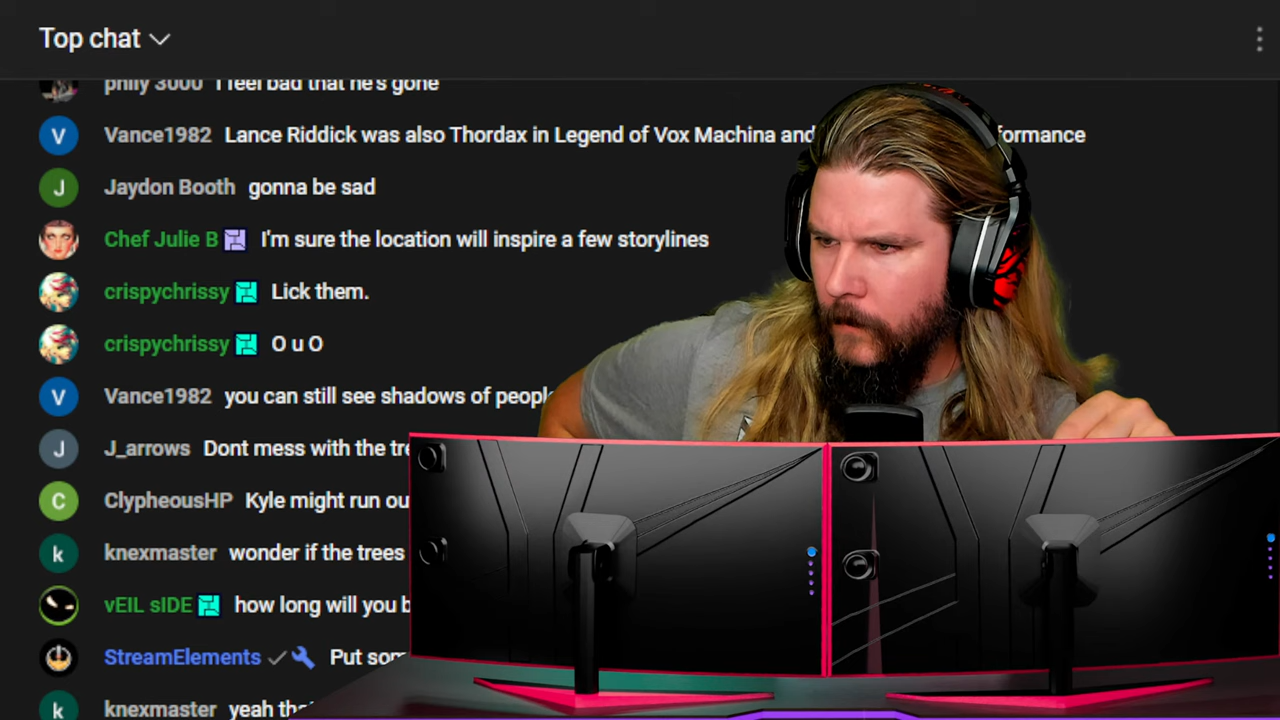 Top chat
philly 3000 I feel bad that he's gone
Vance1982 Lance Riddick was also Thordax in Legend of Vox Machina and formance
Jaydon Booth gonna be sad
Chef Julie B I'm sure the location will inspire a few storylines
crispychrissy Lick them.
crispychrissy O u O
Vance1982 you can still see shadows of people
J_arrows Dont mess with the tre
ClypheousHP Kyle might run ou
knexmaster wonder if the trees
vEIL sIDE how long will you b
StreamElements Put som
knexmaster yeah tha